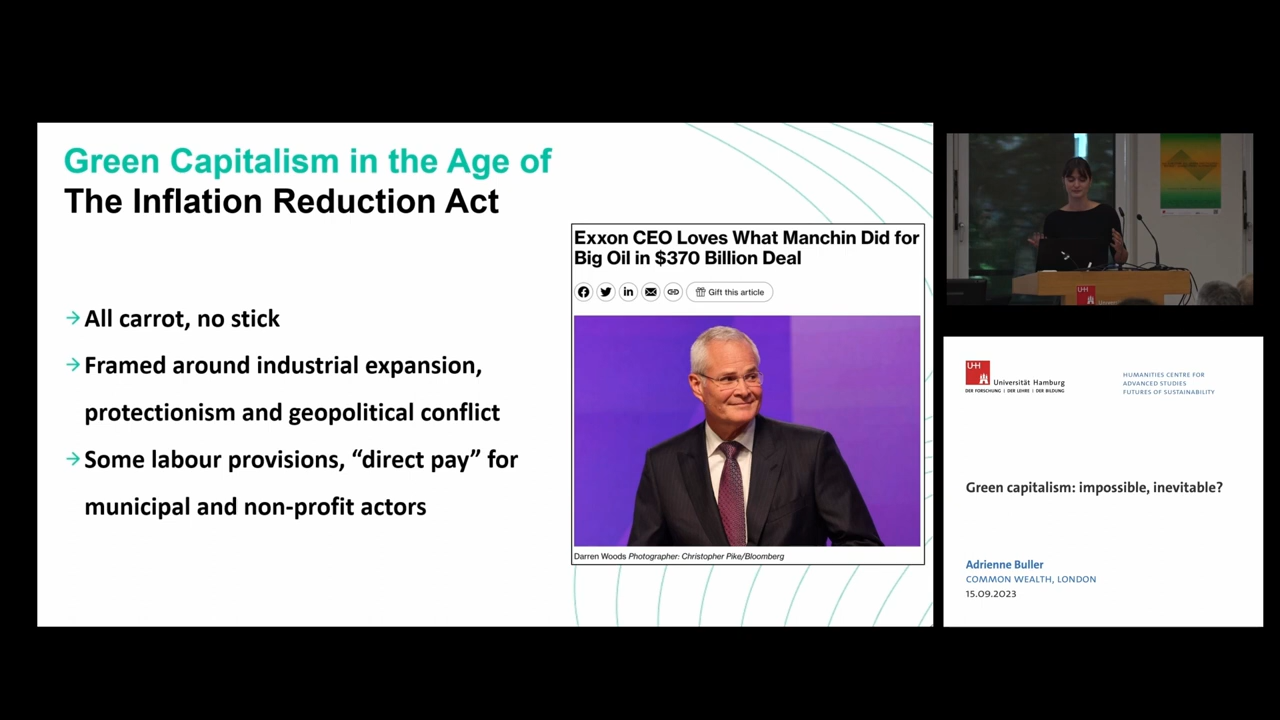 Green Capitalism in the Age of
The Inflation Reduction Act
→ All carrot, no stick
→ Framed around industrial expansion,
protectionism and geopolitical conflict
→ Some labour provisions, “direct pay” for
municipal and non-profit actors
Exxon CEO Loves What Manchin Did for
Big Oil in $370 Billion Deal
Gift this article
Darren Woods Photographer: Christopher Pike/Bloomberg
UH
UH
Universität Hamburg
DER FORSCHUNG | DER LEHRE | DER BILDUNG
HUMANITIES CENTRE FOR
ADVANCED STUDIES
FUTURES OF SUSTAINABILITY
Green capitalism: impossible, inevitable?
Adrienne Buller
COMMON WEALTH, LONDON
15.09.2023